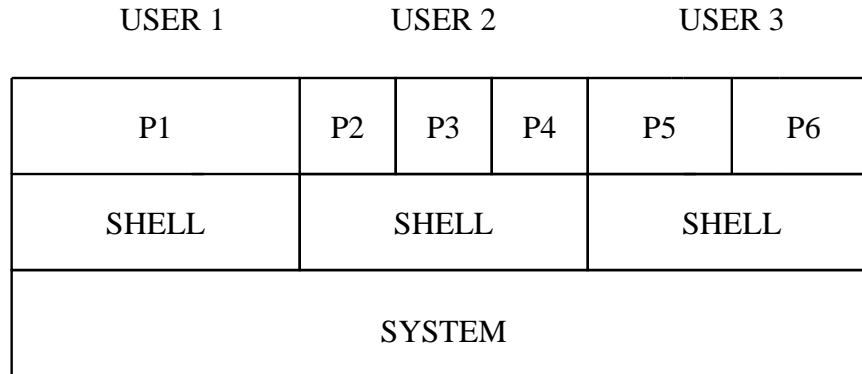 USER 1 USER 2 USER 3
P1 P2 P3 P4 P5 P6
SHELL SHELL SHELL
SYSTEM